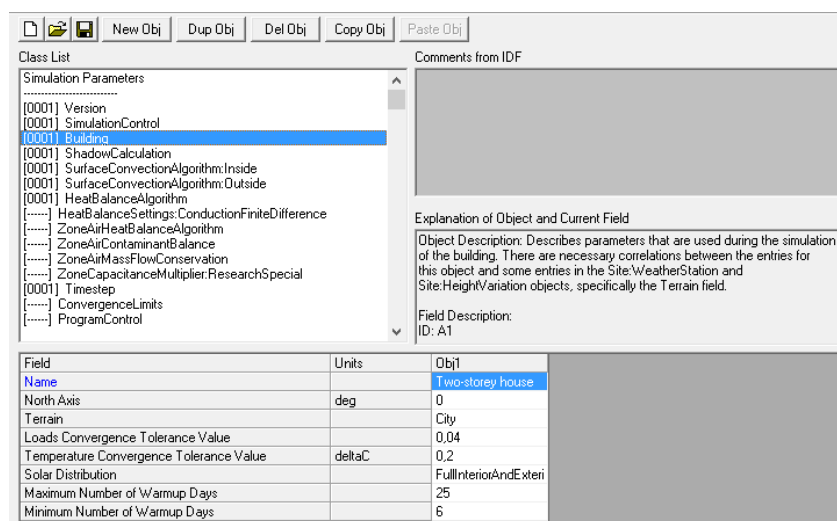 New Obj Dup Obj Del Obj Copy Obj Paste Obj
Class List
Simulation Parameters
--------------------------
[0001] Version
[0001] SimulationControl
[0001] Building
[0001] ShadowCalculation
[0001] SurfaceConvectionAlgorithm:Inside
[0001] SurfaceConvectionAlgorithm:Outside
[0001] HeatBalanceAlgorithm
[------] HeatBalanceSettings:ConductionFiniteDifference
[------] ZoneAirHeatBalanceAlgorithm
[------] ZoneAirContaminantBalance
[------] ZoneAirMassFlowConservation
[------] ZoneCapacitanceMultiplier:ResearchSpecial
[0001] Timestep
[------] ConvergenceLimits
[------] ProgramControl
Comments from IDF
Explanation of Object and Current Field
Object Description: Describes parameters that are used during the simulation
of the building. There are necessary correlations between the entries for
this object and some entries in the Site:WeatherStation and
Site:HeightVariation objects, specifically the Terrain field.
Field Description:
ID: A1
Field Units Obj1
Name Two-storey house
North Axis deg 0
Terrain City
Loads Convergence Tolerance Value 0,04
Temperature Convergence Tolerance Value deltaC 0,2
Solar Distribution FullInteriorAndExteri
Maximum Number of Warmup Days 25
Minimum Number of Warmup Days 6